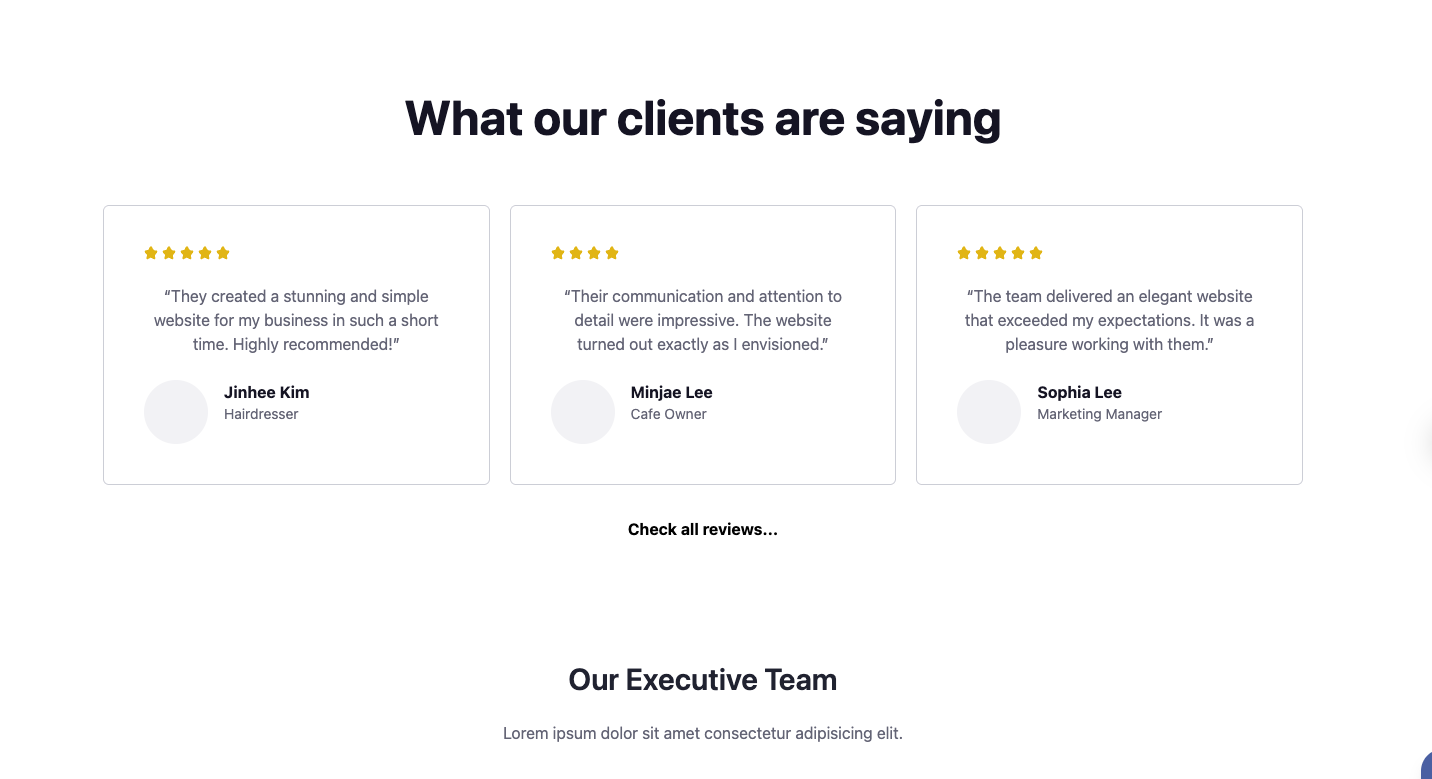 What our clients are saying
“They created a stunning and simple
website for my business in such a short
time. Highly recommended!”
Jinhee Kim
Hairdresser
“Their communication and attention to
detail were impressive. The website
turned out exactly as I envisioned.”
Minjae Lee
Cafe Owner
“The team delivered an elegant website
that exceeded my expectations. It was a
pleasure working with them.”
Sophia Lee
Marketing Manager
Check all reviews...
Our Executive Team
Lorem ipsum dolor sit amet consectetur adipisicing elit.